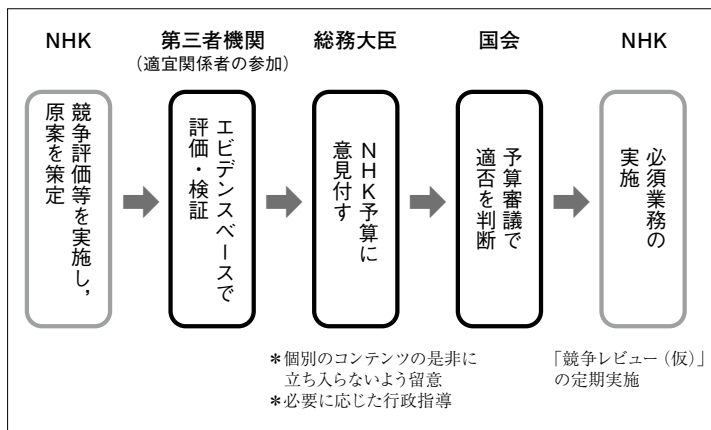 NHK
第三者機関
（適宜関係者の参加）
総務大臣
国会
NHK
競争評価等を実施し，
原案を策定
エビデンスベースで
評価・検証
NHK予算に
意見付す
予算審議で
適否を判断
必須業務の
実施
＊個別のコンテンツの是非に
立ち入らないよう留意
＊必要に応じた行政指導
「競争レビュー（仮）」
の定期実施